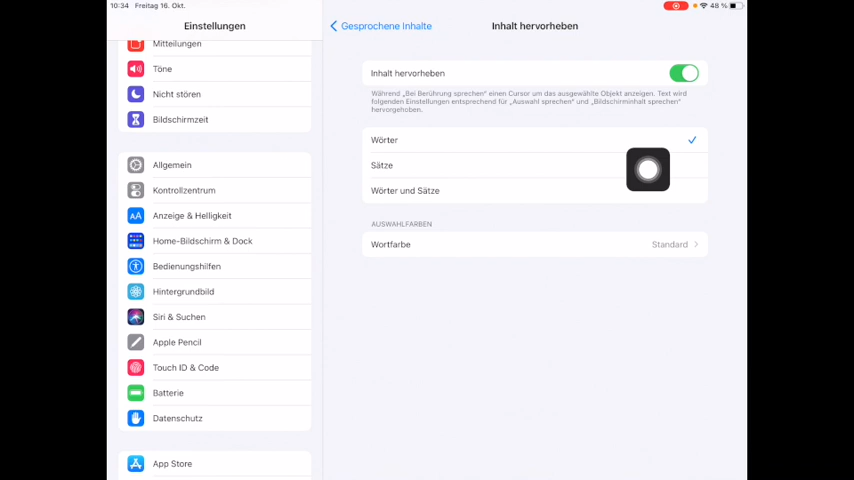 10:34 Freitag 16. Okt.
48 %
Einstellungen
Mitteilungen
Töne
Nicht stören
Bildschirmzeit
Allgemein
Kontrollzentrum
AA Anzeige & Helligkeit
Home-Bildschirm & Dock
Bedienungshilfen
Hintergrundbild
Siri & Suchen
Apple Pencil
Touch ID & Code
Batterie
Datenschutz
App Store
Gesprochene Inhalte
Inhalt hervorheben
Inhalt hervorheben
Während „Bei Berührung sprechen“ einen Cursor um das ausgewählte Objekt anzeigen. Text wird
folgenden Einstellungen entsprechend für „Auswahl sprechen“ und „Bildschirminhalt sprechen“
hervorgehoben.
Wörter
Sätze
Wörter und Sätze
AUSWAHLFARBEN
Wortfarbe Standard